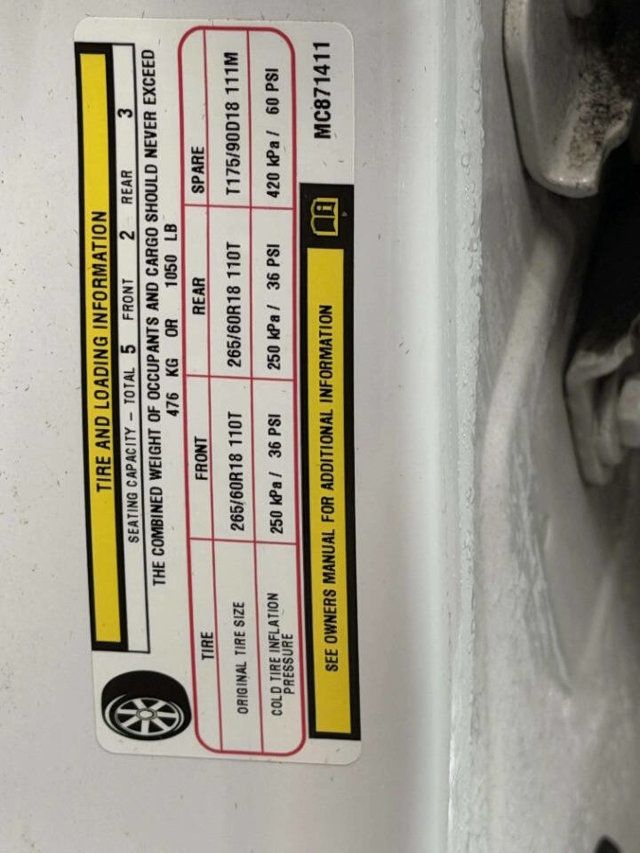 TIRE AND LOADING INFORMATION
SEATING CAPACITY – TOTAL 5 FRONT 2 REAR 3
THE COMBINED WEIGHT OF OCCUPANTS AND CARGO SHOULD NEVER EXCEED
476 KG OR 1050 LB
TIRE FRONT REAR SPARE
ORIGINAL TIRE SIZE 265/60R18 110T 265/60R18 110T T175/90D18 111M
COLD TIRE INFLATION PRESSURE 250 kPa / 36 PSI 250 kPa / 36 PSI 420 kPa / 60 PSI
SEE OWNERS MANUAL FOR ADDITIONAL INFORMATION
MC871411